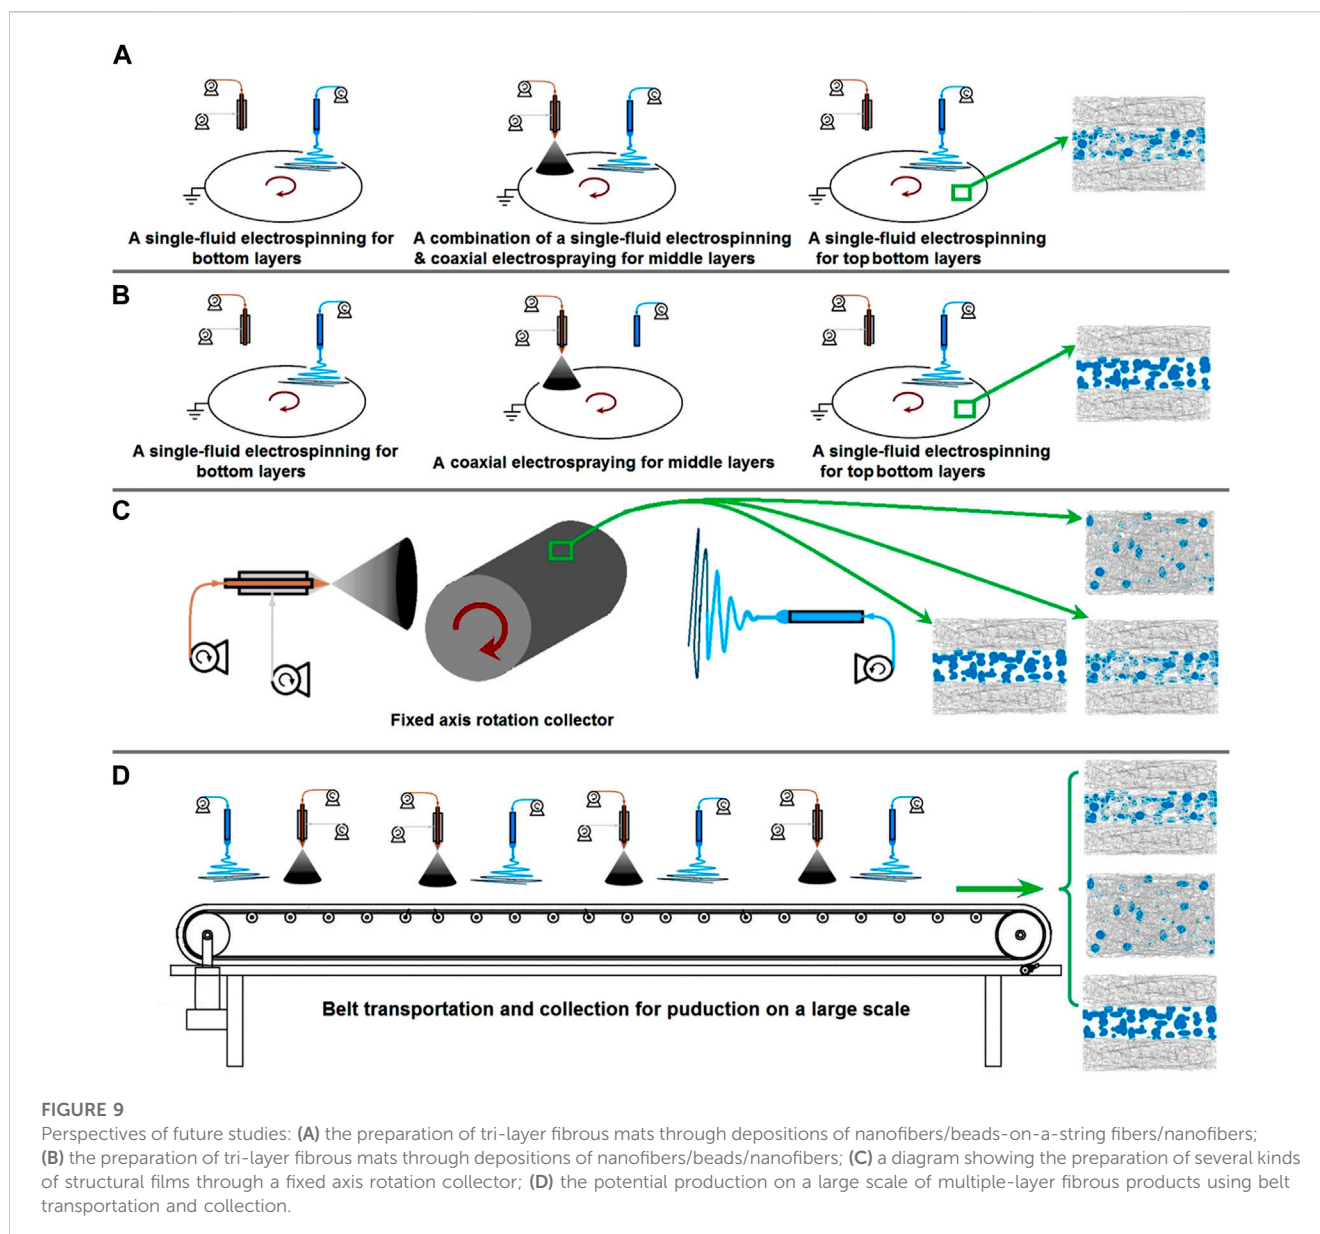 A
A single-fluid electrospinning for
bottom layers
A combination of a single-fluid electrospinning
& coaxial electrospraying for middle layers
A single-fluid electrospinning
for top bottom layers
B
A single-fluid electrospinning for
bottom layers
A coaxial electrospraying for middle layers
A single-fluid electrospinning
for top bottom layers
C
Fixed axis rotation collector
D
Belt transportation and collection for puduction on a large scale
FIGURE 9
Perspectives of future studies: (A) the preparation of tri-layer fibrous mats through depositions of nanofibers/beads-on-a-string fibers/nanofibers;
(B) the preparation of tri-layer fibrous mats through depositions of nanofibers/beads/nanofibers; (C) a diagram showing the preparation of several kinds
of structural films through a fixed axis rotation collector; (D) the potential production on a large scale of multiple-layer fibrous products using belt
transportation and collection.